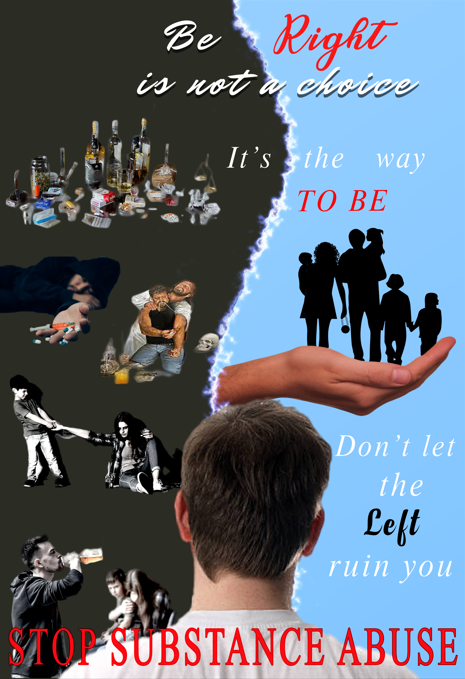 Be Right
is not a choice
It's the way
TO BE
Don't let
the
Left
ruin you
STOP SUBSTANCE ABUSE